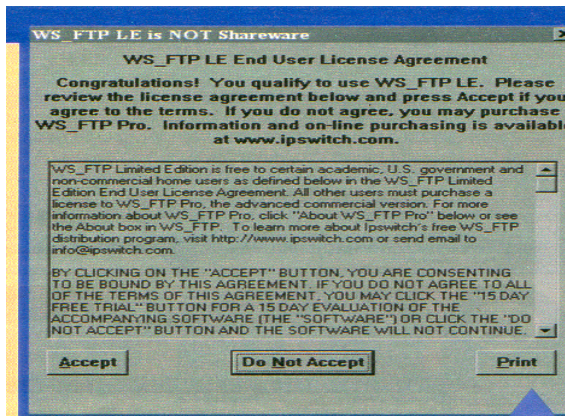 WS_FTP LE is NOT Shareware
WS_FTP LE End User License Agreement
Congratulations! You qualify to use WS_FTP LE. Please
review the license agreement below and press Accept if you
agree to the terms. If you do not agree, you may purchase
WS_FTP Pro. Information and on-line purchasing is available
at www.ipswitch.com.
WS_FTP Limited Edition is free to certain academic, U.S. government and
non-commercial home users as defined below in the WS_FTP Limited
Edition End User License Agreement. All other users must purchase a
license to WS_FTP Pro, the advanced commercial version. For more
information about WS_FTP Pro, click "About WS_FTP Pro" below or see
the About box in WS_FTP. To learn more about Ipswitch's free WS_FTP
distribution program, visit http://www.ipswitch.com or send email to
info@ipswitch.com.
BY CLICKING ON THE "ACCEPT" BUTTON, YOU ARE CONSENTING
TO BE BOUND BY THIS AGREEMENT. IF YOU DO NOT AGREE TO ALL
OF THE TERMS OF THIS AGREEMENT, YOU MAY CLICK THE "15 DAY
FREE TRIAL" BUTTON FOR A 15 DAY EVALUATION OF THE
ACCOMPANYING SOFTWARE (THE "SOFTWARE") OR CLICK THE "DO
NOT ACCEPT" BUTTON AND THE SOFTWARE WILL NOT CONTINUE.
Accept
Do Not Accept
Print